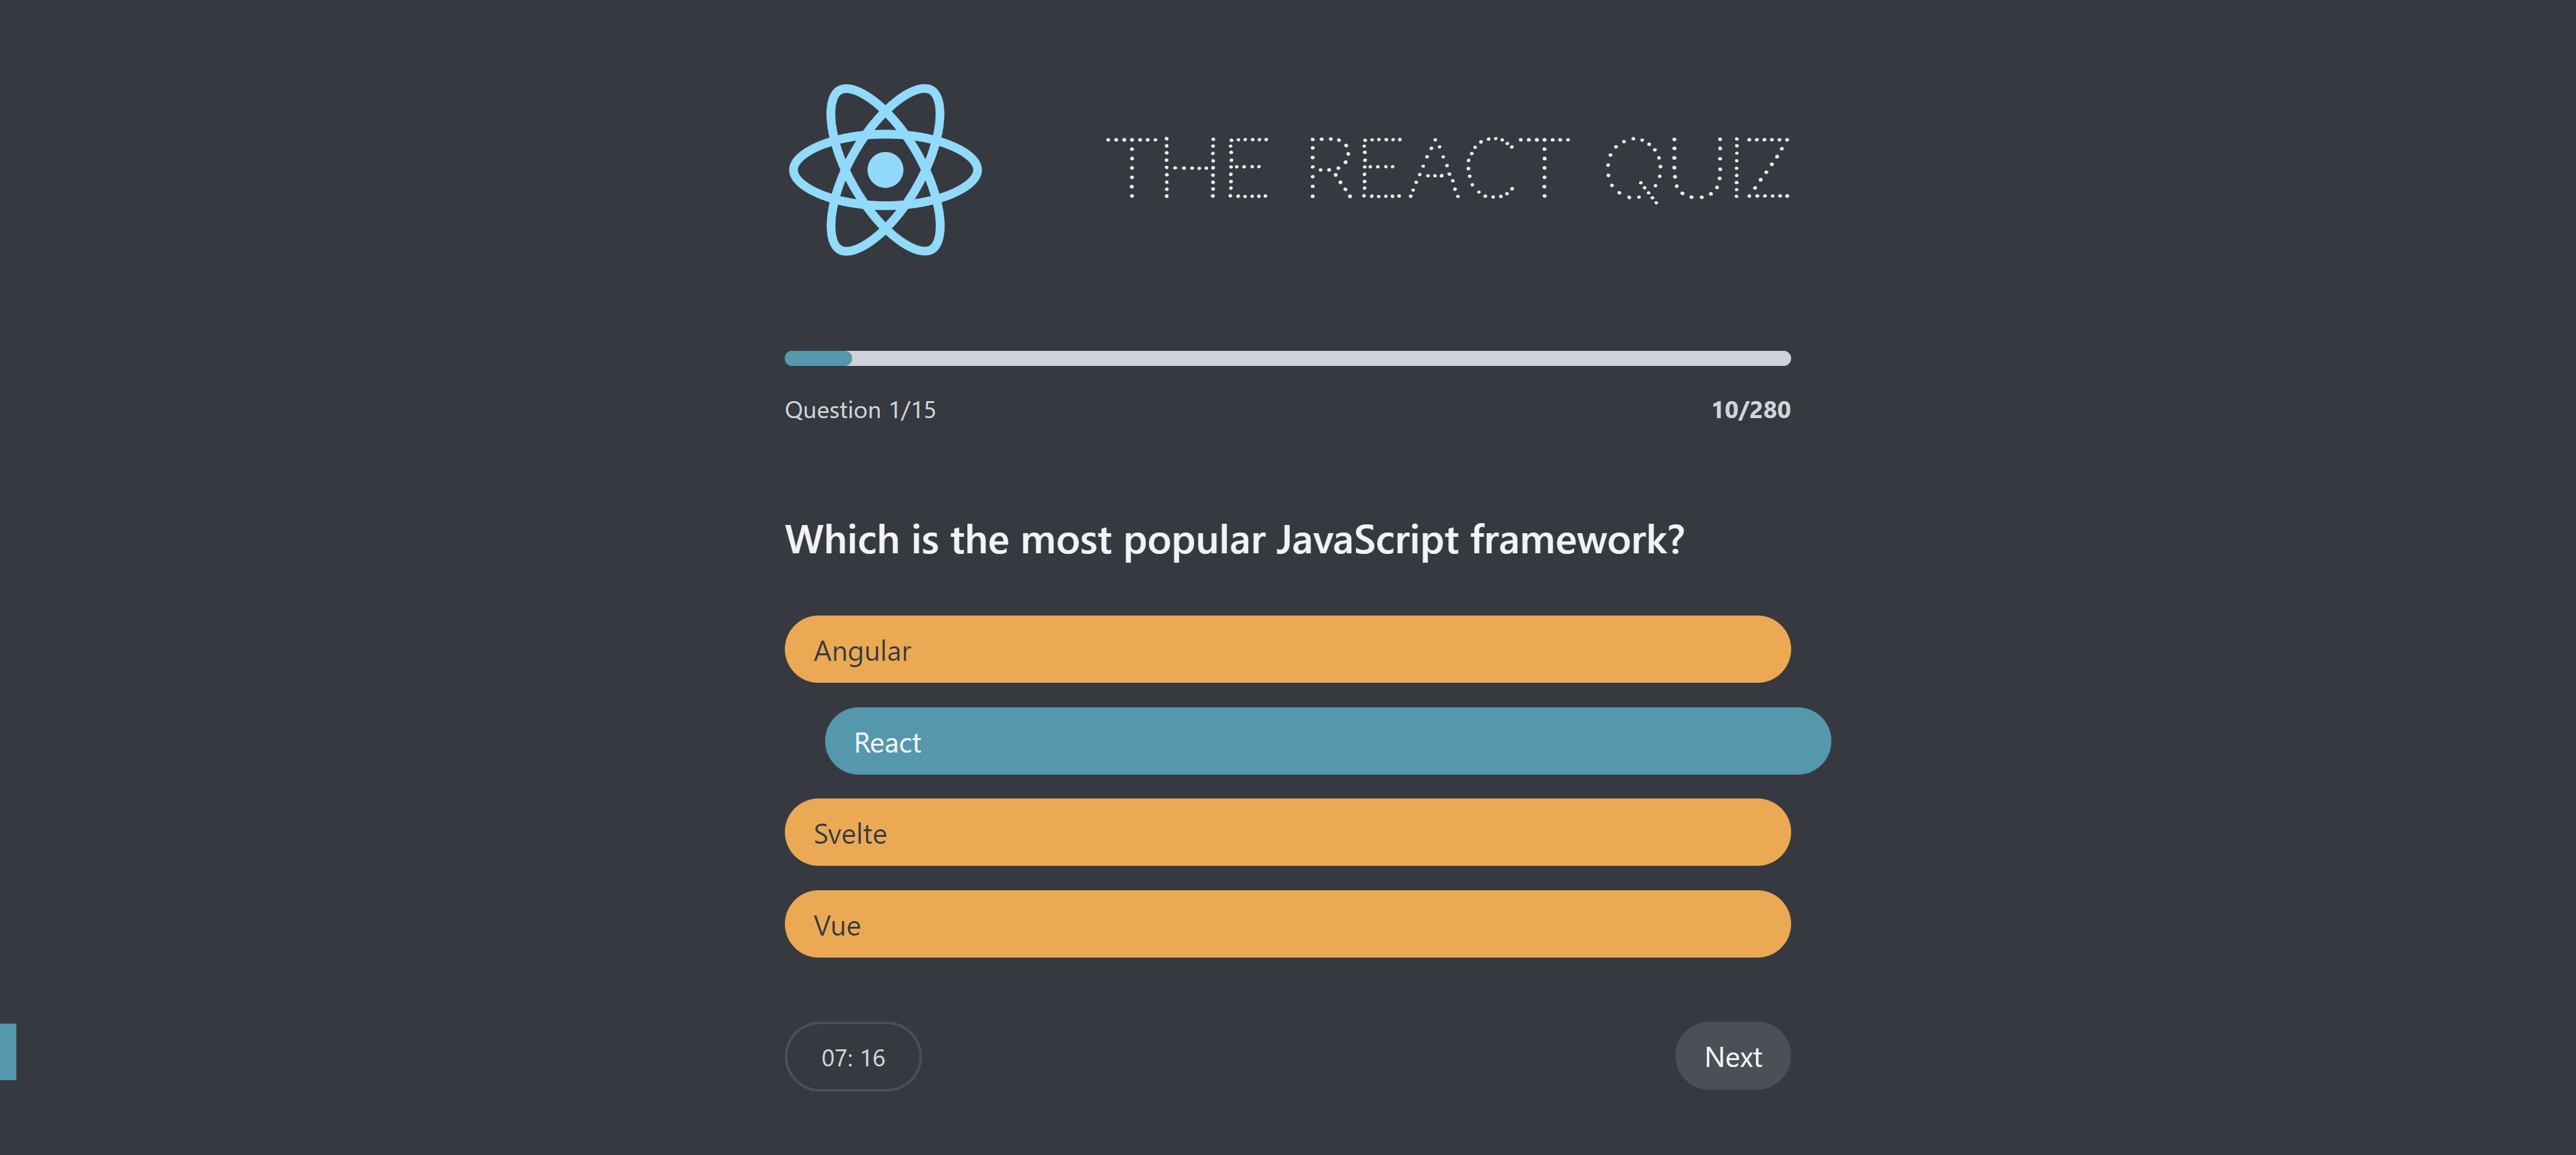 THE REACT QUIZ
Question 1/15
10/280
Which is the most popular JavaScript framework?
Angular
React
Svelte
Vue
07: 16
Next